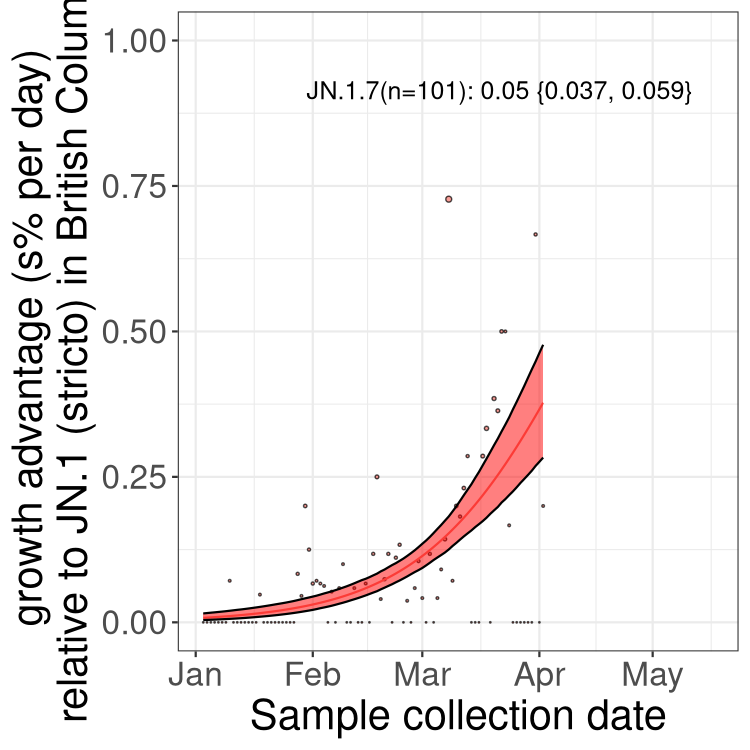 growth advantage (s% per day)
relative to JN.1 (stricto) in British Colum
1.00
0.75
0.50
0.25
0.00
JN.1.7(n=101): 0.05 {0.037, 0.059}
Jan Feb Mar Apr May
Sample collection date